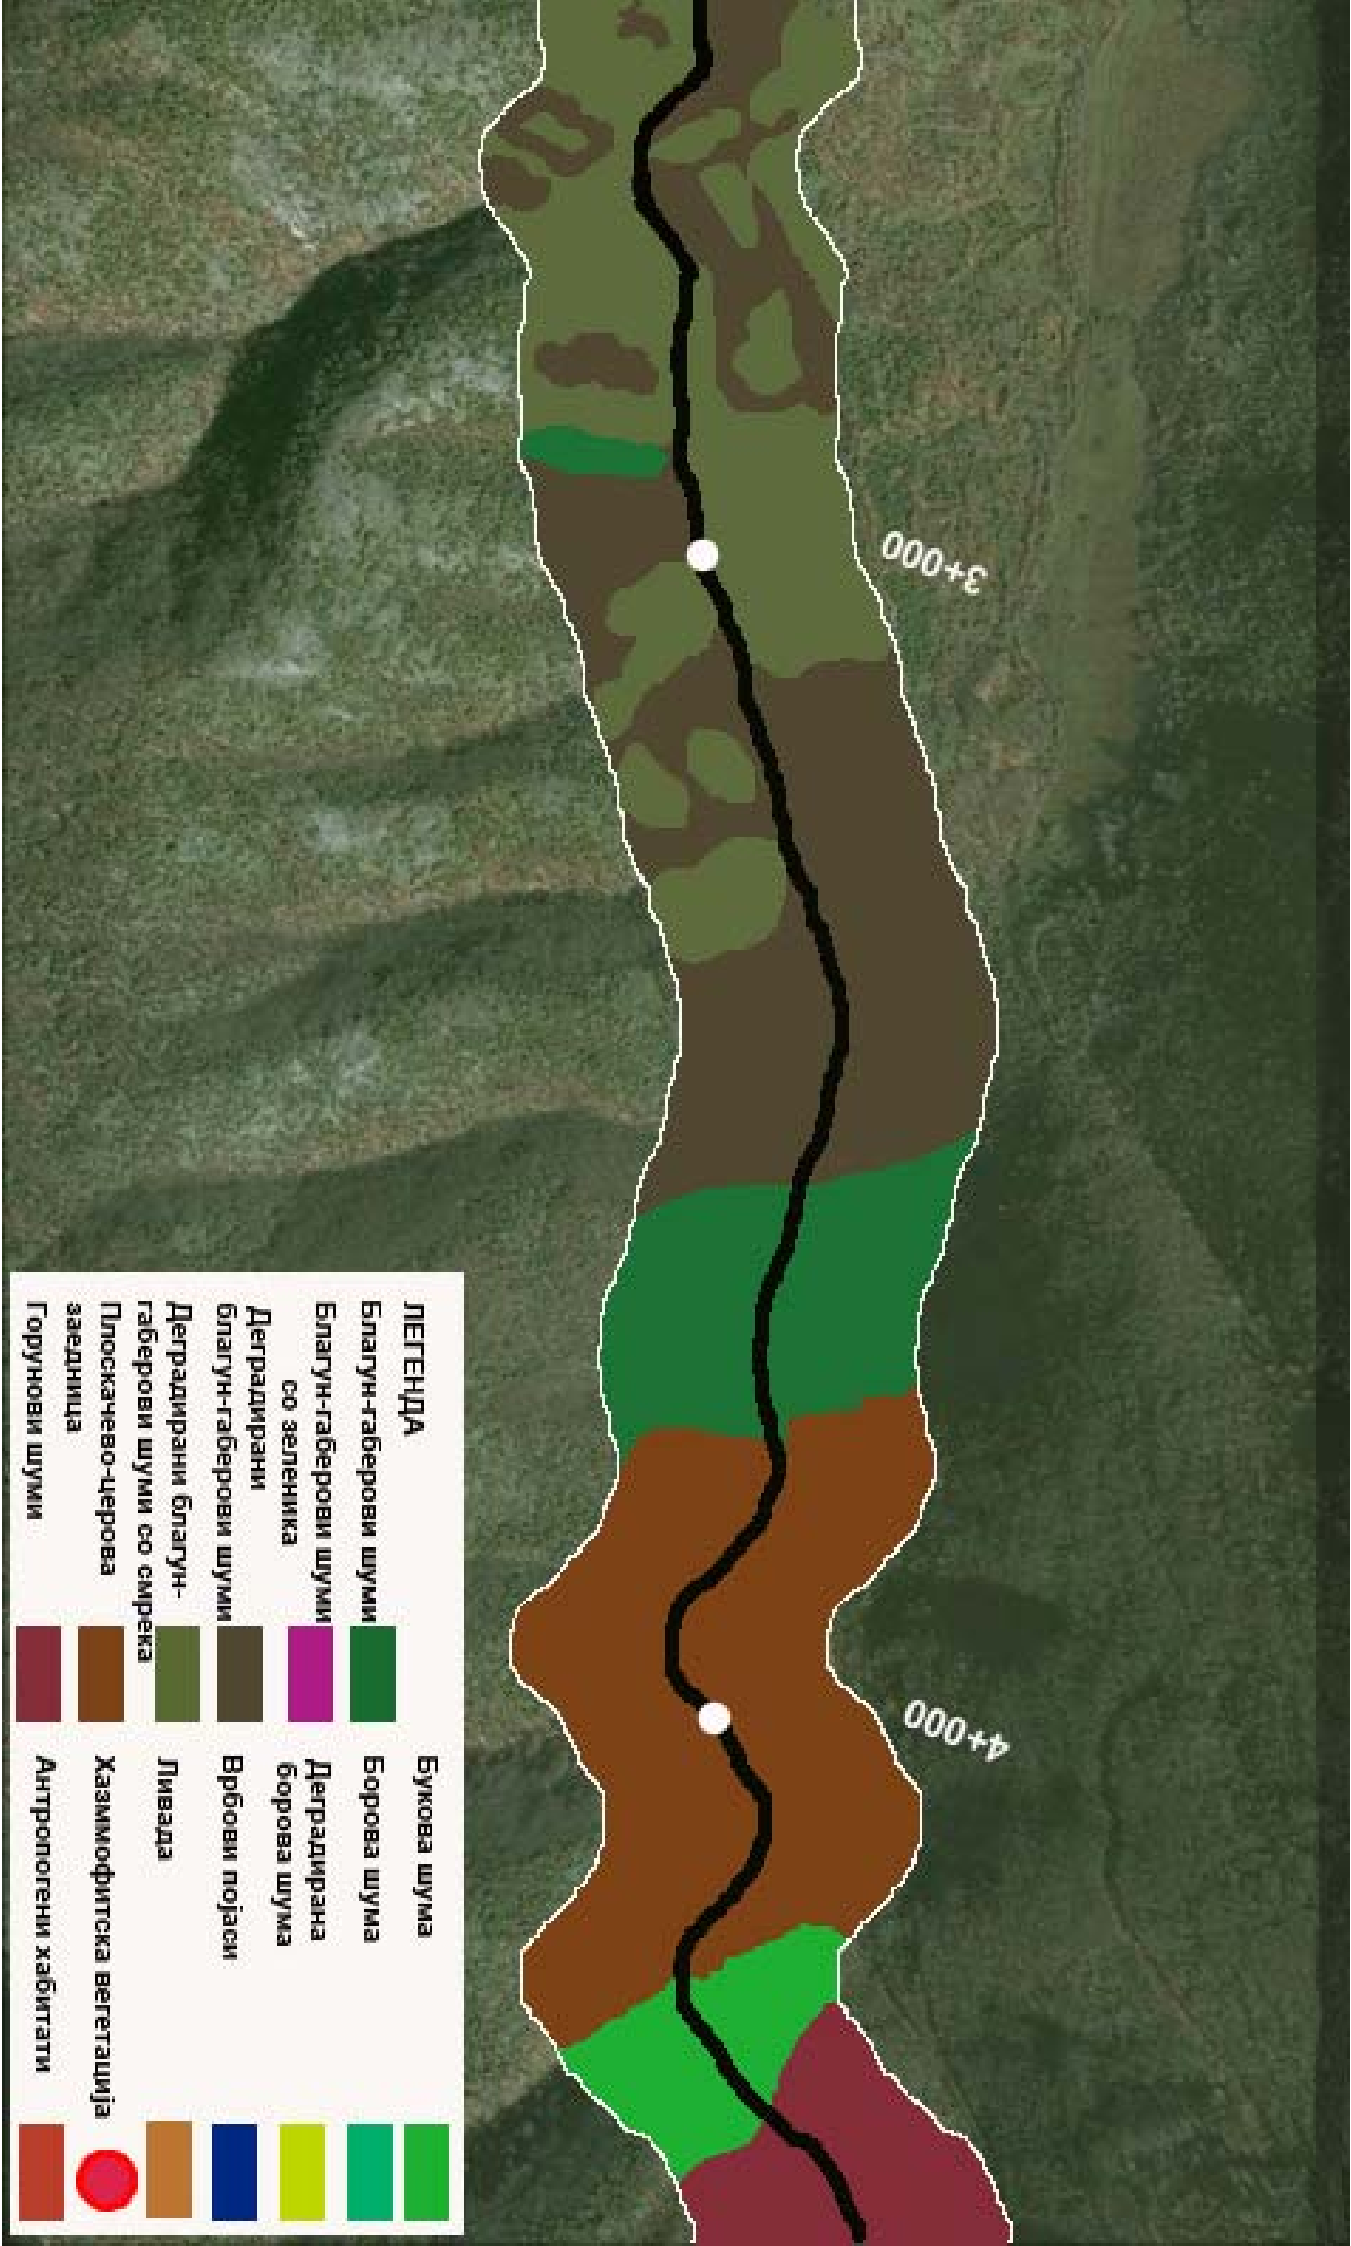 3+000
4+000
ЛЕГЕНДА
Благун-габерови шуми
Благун-габерови шуми
со зеленика
Деградирани
благун-габерови шуми
Деградирани благун-
габерови шуми со смрека
Плоскачево-церова
заедница
Горунови шуми
Букова шума
Борова шума
Деградирана
борова шума
Врбови појаси
Ливада
Хазмофитска вегетација
Антропогени хабитати